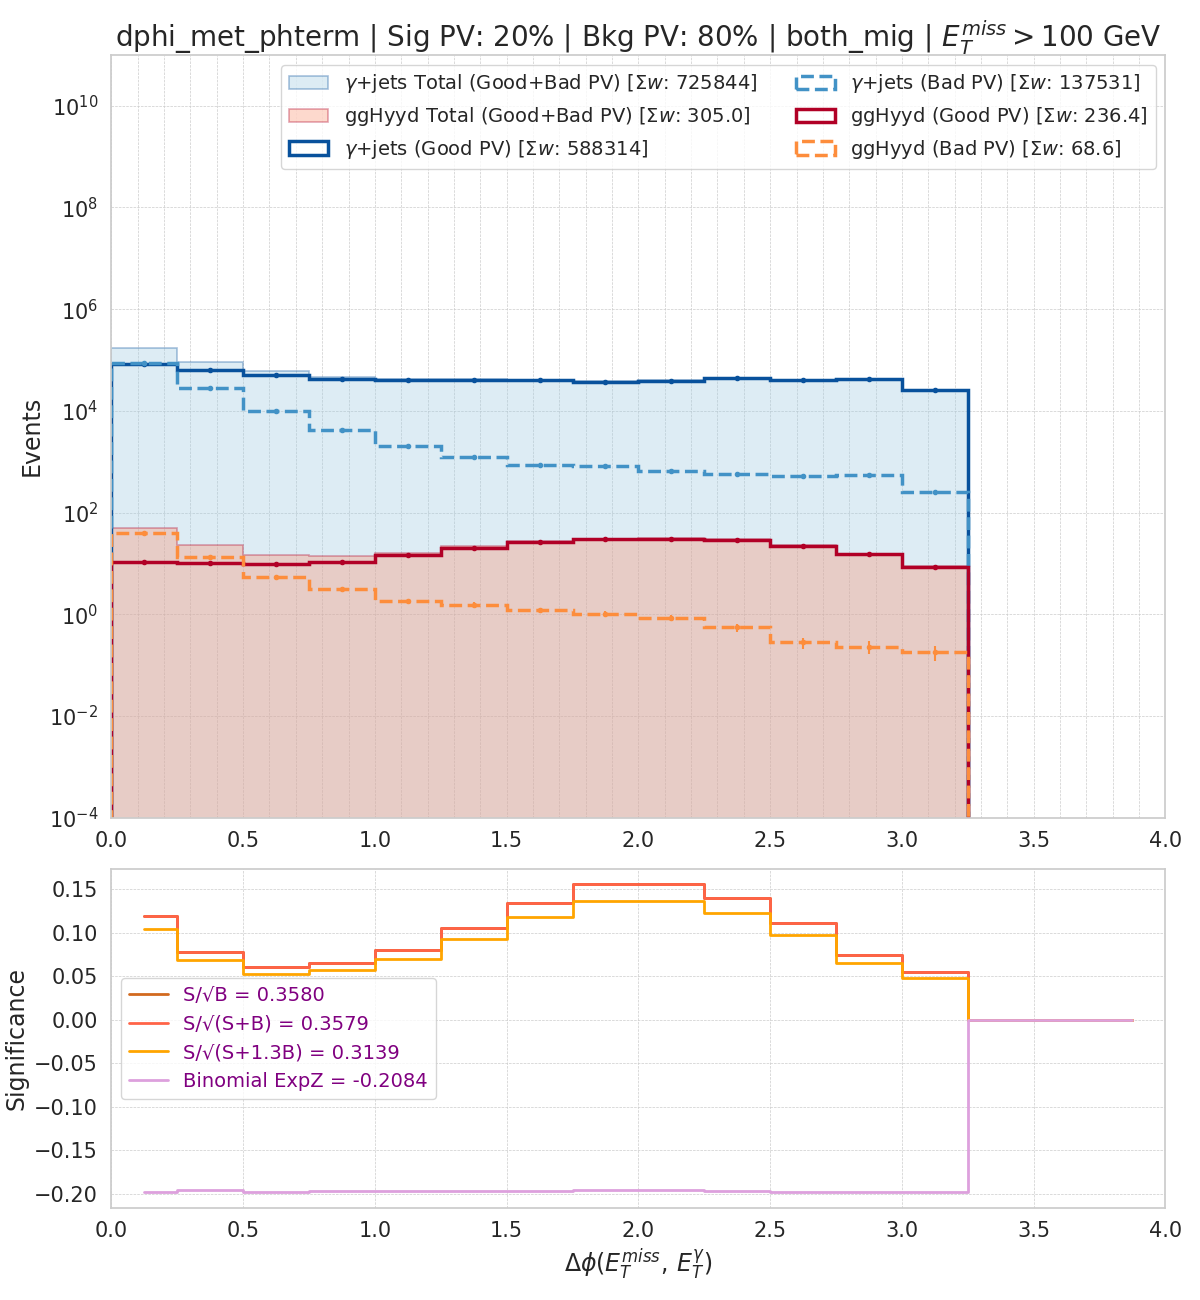 dphi_met_phterm | Sig PV: 20% | Bkg PV: 80% | both_mig | $E_T^{miss} > 100$ GeV
γ+jets Total (Good+Bad PV) [Σw: 725844]
ggHyyd Total (Good+Bad PV) [Σw: 305.0]
γ+jets (Good PV) [Σw: 588314]
γ+jets (Bad PV) [Σw: 137531]
ggHyyd (Good PV) [Σw: 236.4]
ggHyyd (Bad PV) [Σw: 68.6]
Events
$10^{10}$
$10^{8}$
$10^{6}$
$10^{4}$
$10^{2}$
$10^{0}$
$10^{-2}$
$10^{-4}$
0.0 0.5 1.0 1.5 2.0 2.5 3.0 3.5 4.0
Significance
0.15
0.10
0.05
0.00
−0.05
−0.10
−0.15
−0.20
S/√B = 0.3580
S/√(S+B) = 0.3579
S/√(S+1.3B) = 0.3139
Binomial ExpZ = -0.2084
0.0 0.5 1.0 1.5 2.0 2.5 3.0 3.5 4.0
$\Delta\phi(E_T^{miss}, E_T^{\gamma})$